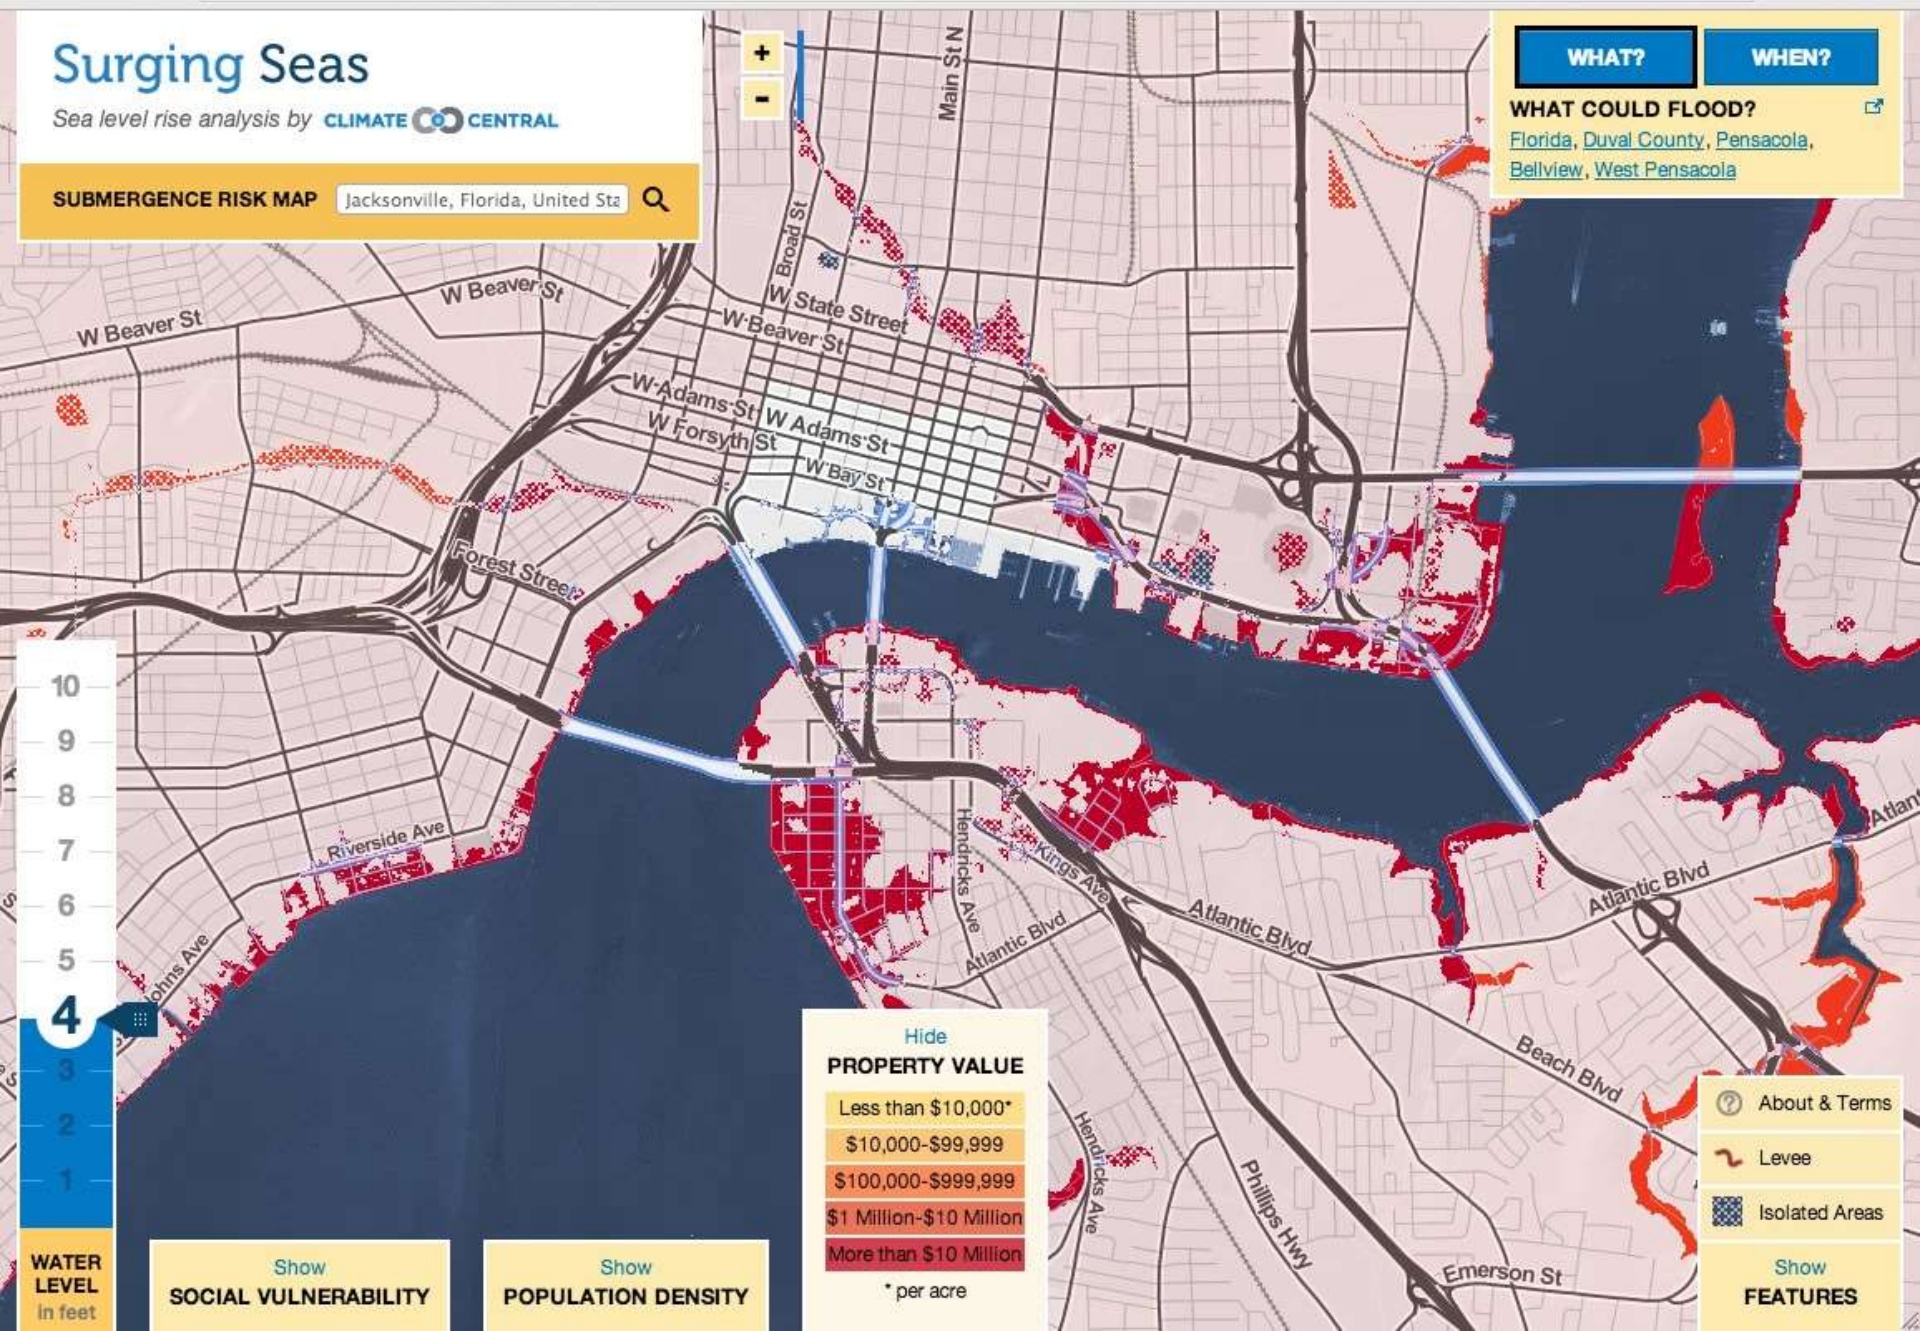 Surging Seas
Sea level rise analysis by CLIMATE CENTRAL
SUBMERGENCE RISK MAP
Jacksonville, Florida, United Sta
+
-
WHAT?
WHEN?
WHAT COULD FLOOD?
Florida, Duval County, Pensacola,
Bellview, West Pensacola
Main St N
Broad St
W Beaver St
W Beaver St
W State Street
W Beaver St
W Adams St
W Adams St
W Forsyth St
W Bay St
Forest Street
Riverside Ave
Johns Ave
Hendricks Ave
Kings Ave
Atlantic Blvd
Atlantic Blvd
Atlantic Blvd
Atlan
Beach Blvd
Hendricks Ave
Phillips Hwy
Emerson St
10
9
8
7
6
5
4
3
2
1
WATER
LEVEL
in feet
Show
SOCIAL VULNERABILITY
Show
POPULATION DENSITY
Hide
PROPERTY VALUE
Less than $10,000*
$10,000-$99,999
$100,000-$999,999
$1 Million-$10 Million
More than $10 Million
* per acre
About & Terms
Levee
Isolated Areas
Show
FEATURES